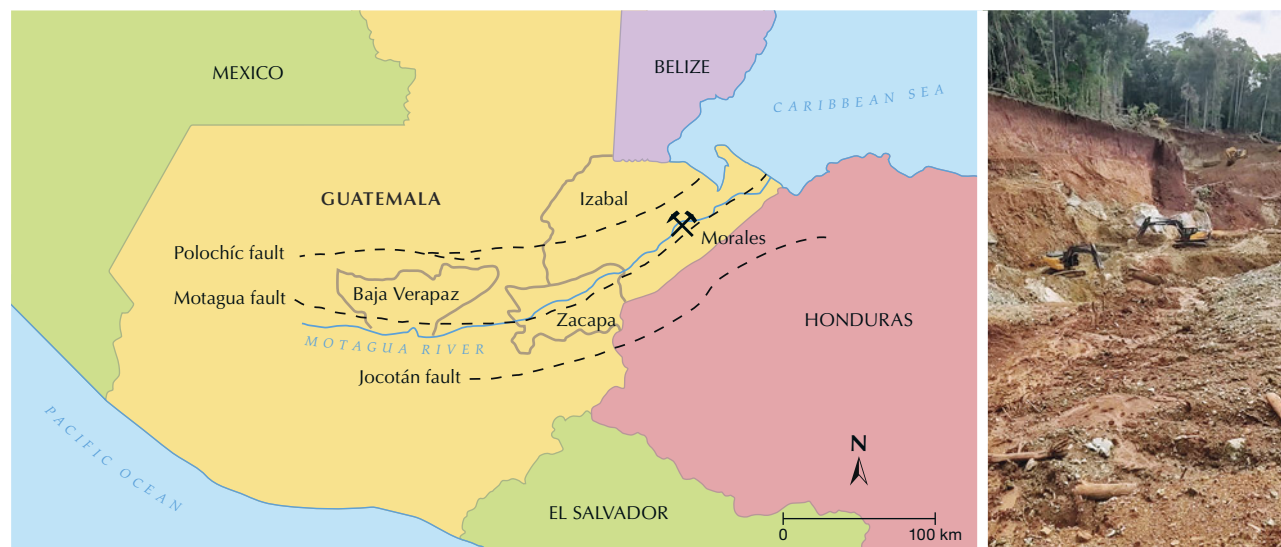 MEXICO
BELIZE
CARIBBEAN SEA
GUATEMALA
Izabal
Polochíc fault
Morales
Motagua fault
Baja Verapaz
Zacapa
HONDURAS
MOTAGUA RIVER
Jocotán fault
PACIFIC OCEAN
N
EL SALVADOR
0 100 km